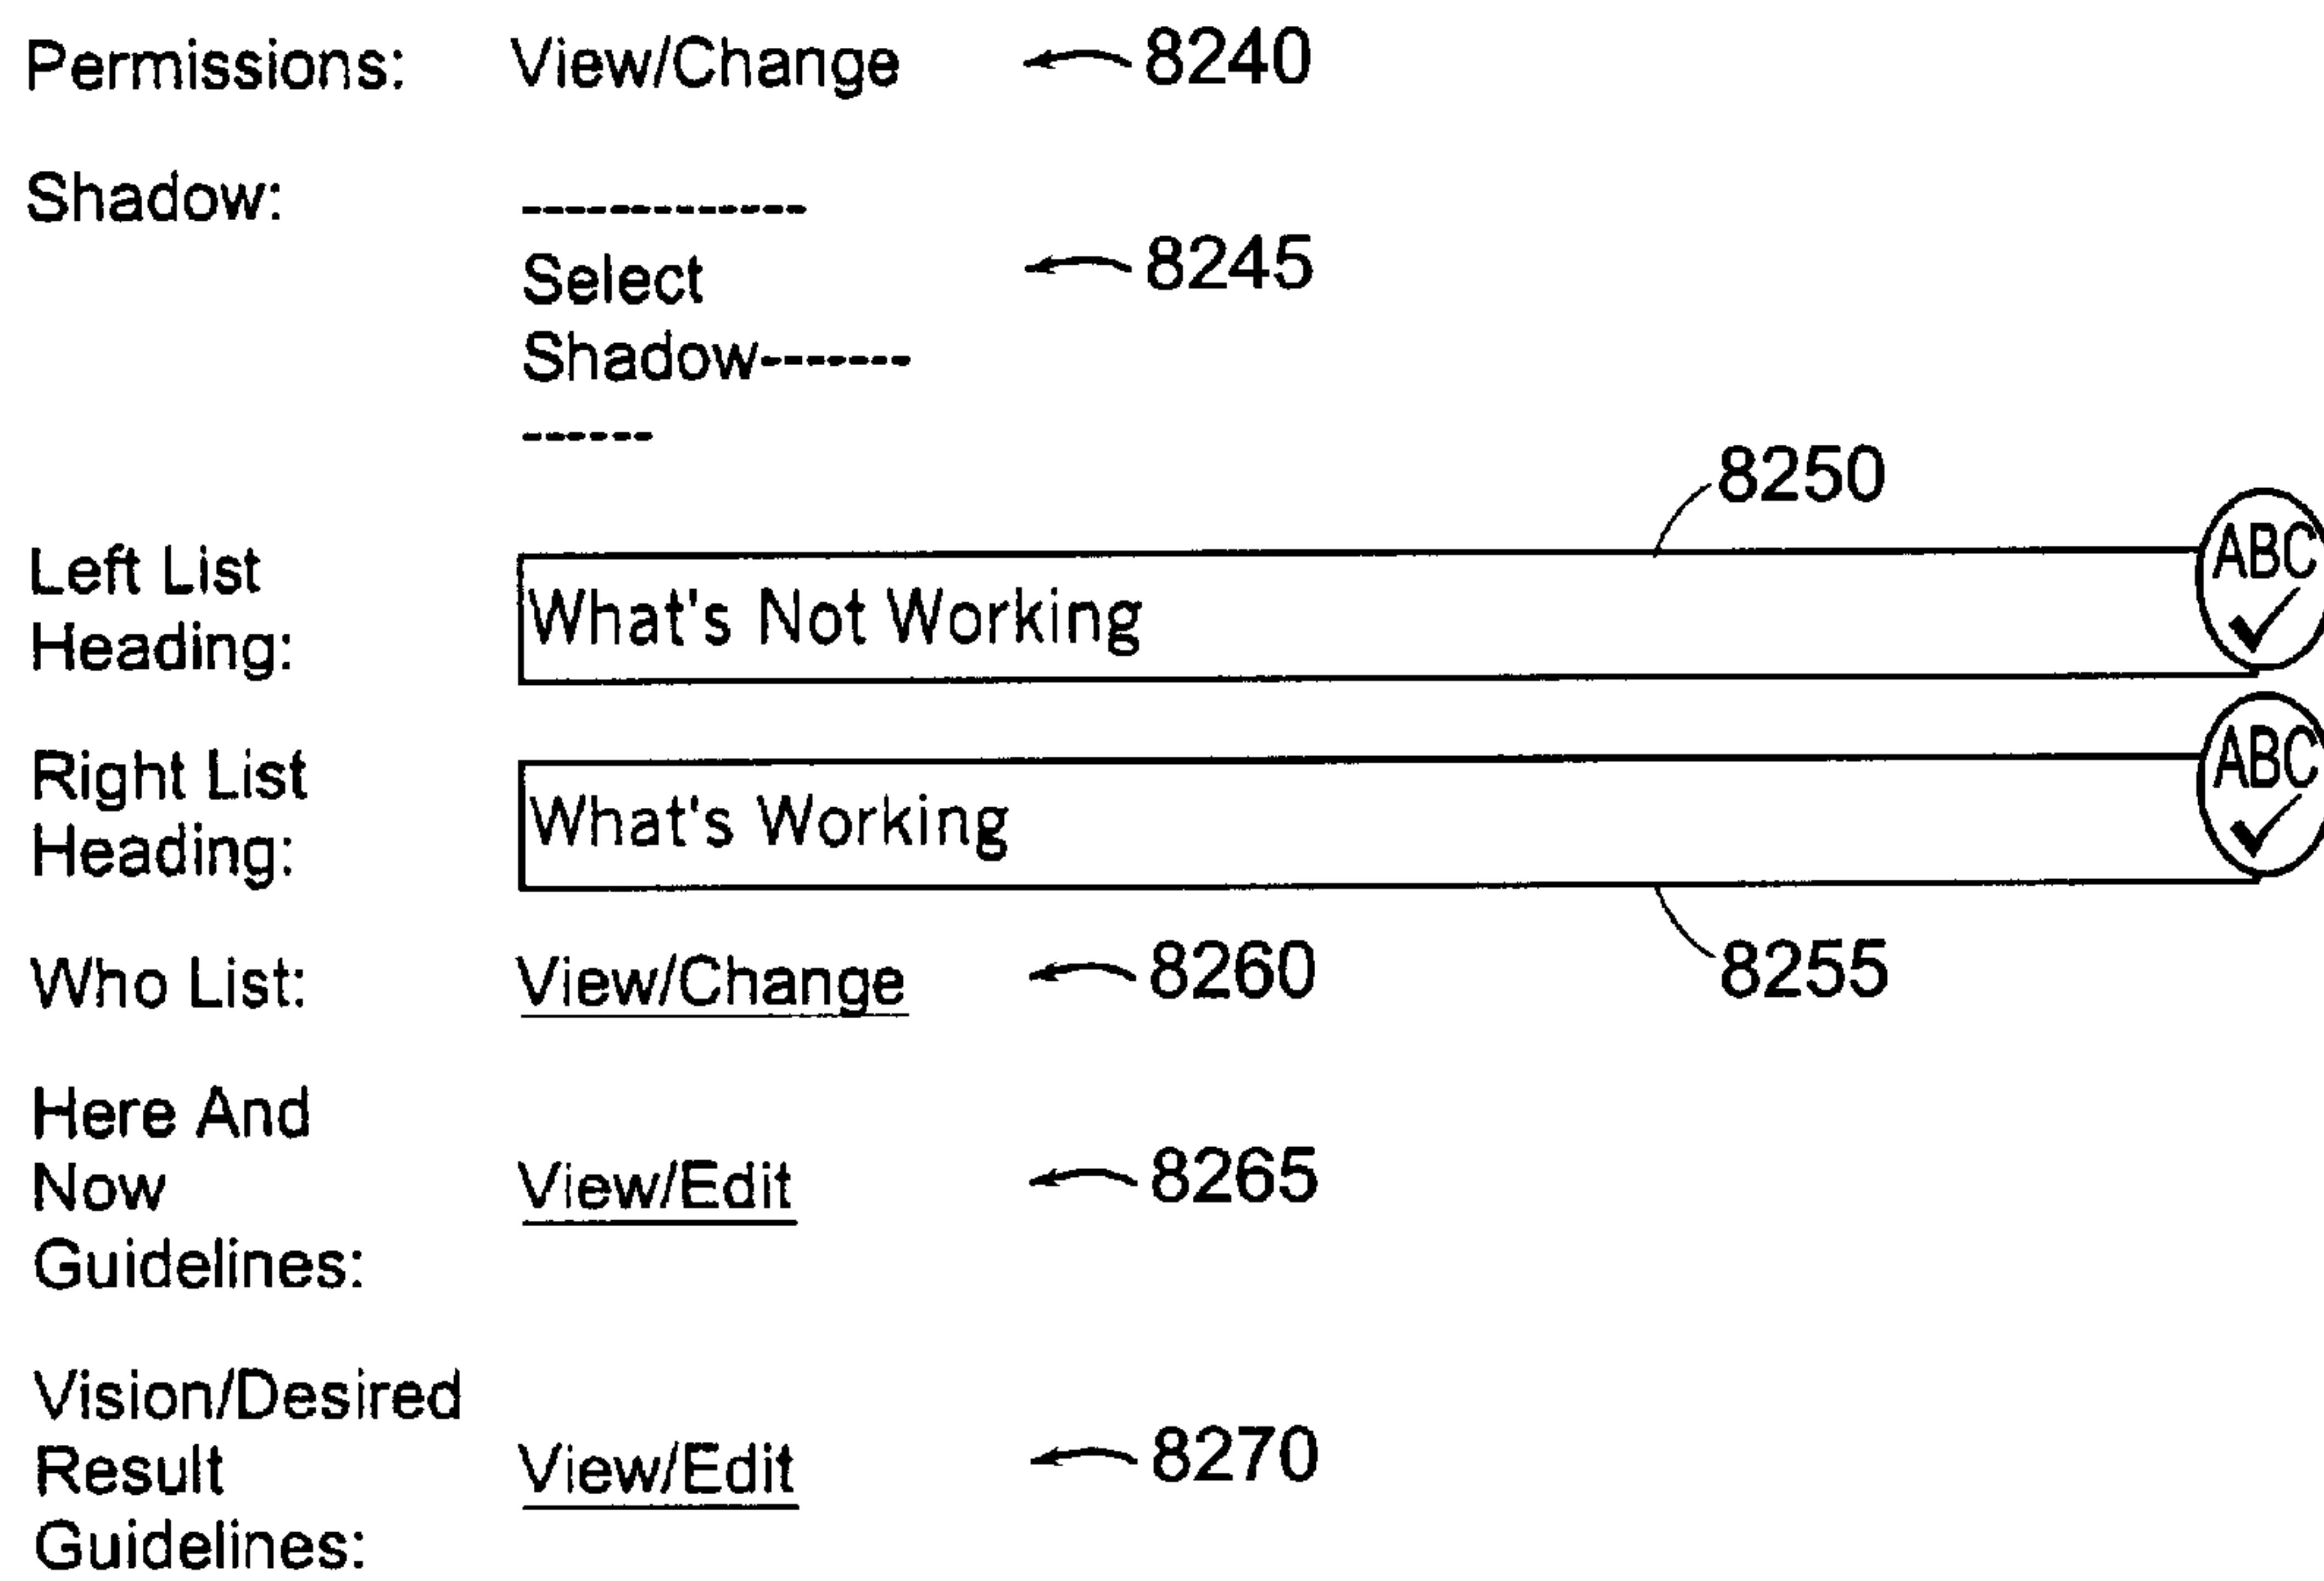 Permissions: View/Change 8240
Shadow: -------------
Select 8245
Shadow-------
------
8250
Left List
Heading: What's Not Working ABC
Right List
Heading: What's Working ABC
8255
Who List: View/Change 8260
Here And
Now View/Edit 8265
Guidelines:
Vision/Desired
Result View/Edit 8270
Guidelines: